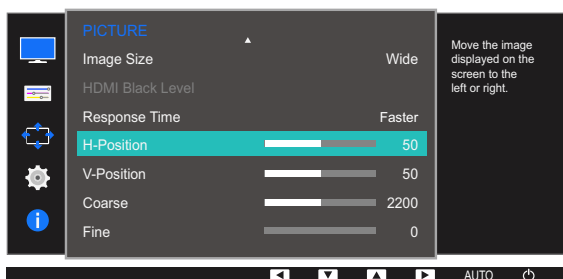 PICTURE
Image Size Wide
HDMI Black Level
Response Time Faster
H-Position 50
V-Position 50
Coarse 2200
Fine 0
Move the image
displayed on the
screen to the
left or right.
AUTO